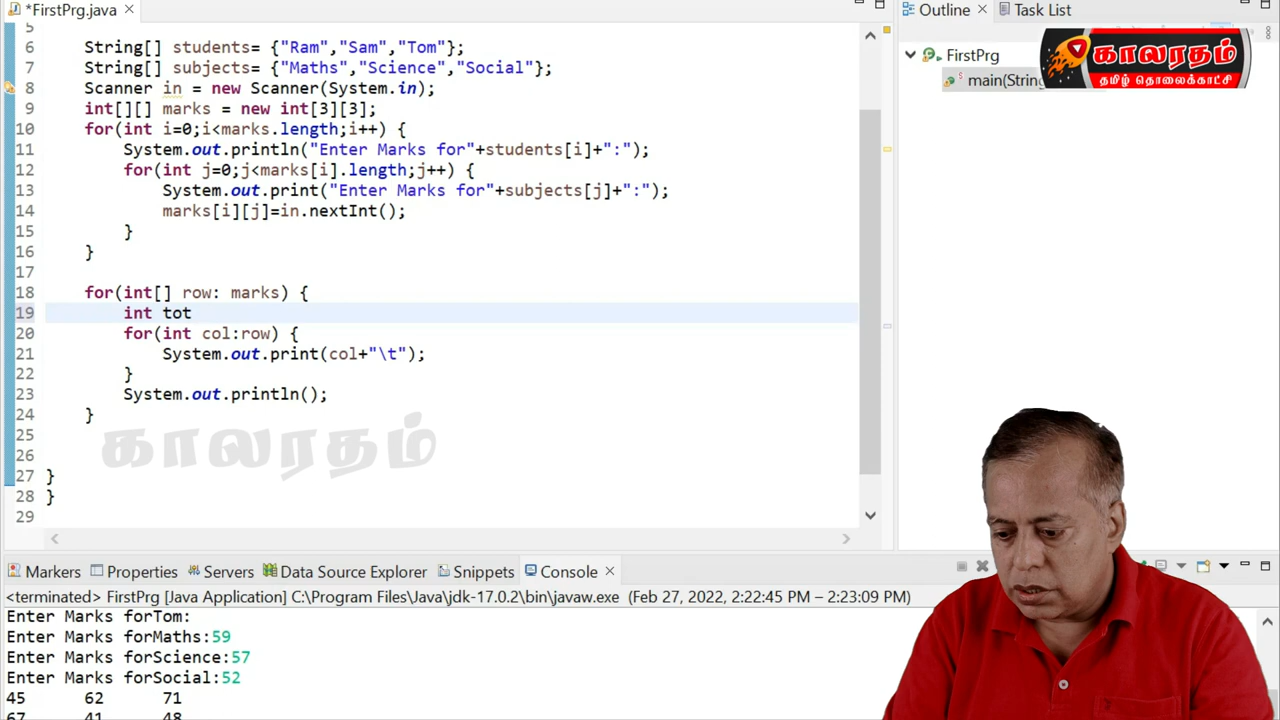 *FirstPrg.java
Outline
Task List
5
6 String[] students= {"Ram","Sam","Tom"};
7 String[] subjects= {"Maths","Science","Social"};
8 Scanner in = new Scanner(System.in);
9 int[][] marks = new int[3][3];
10 for(int i=0;i<marks.length;i++) {
11 System.out.println("Enter Marks for"+students[i]+":");
12 for(int j=0;j<marks[i].length;j++) {
13 System.out.print("Enter Marks for"+subjects[j]+":");
14 marks[i][j]=in.nextInt();
15 }
16 }
17
18 for(int[] row: marks) {
19 int tot
20 for(int col:row) {
21 System.out.print(col+"\t");
22 }
23 System.out.println();
24 }
25
26
27 }
28 }
29
FirstPrg
main(String
காலரதம்
தமிழ் தொலைக்காட்சி
காலரதம்
Markers Properties Servers Data Source Explorer Snippets Console
<terminated> FirstPrg [Java Application] C:\Program Files\Java\jdk-17.0.2\bin\javaw.exe (Feb 27, 2022, 2:22:45 PM – 2:23:09 PM)
Enter Marks forTom:
Enter Marks forMaths:59
Enter Marks forScience:57
Enter Marks forSocial:52
45 62 71
67 41 48